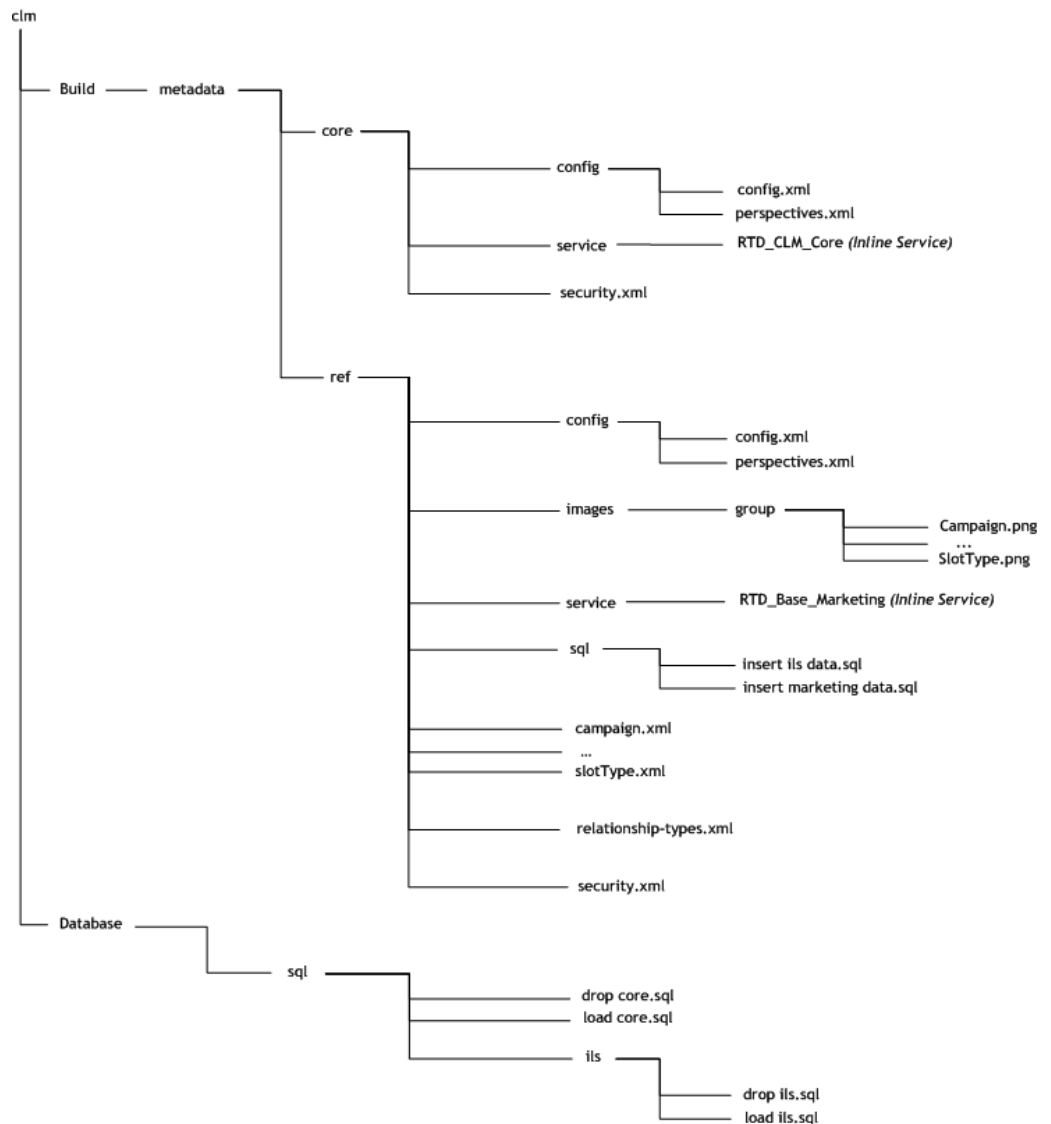 clm
Build
metadata
core
config
config.xml
perspectives.xml
service
RTD_CLM_Core (Inline Service)
security.xml
ref
config
config.xml
perspectives.xml
images
group
Campaign.png
...
SlotType.png
service
RTD_Base_Marketing (Inline Service)
sql
insert ils data.sql
insert marketing data.sql
campaign.xml
...
slotType.xml
relationship-types.xml
security.xml
Database
sql
drop core.sql
load core.sql
ils
drop ils.sql
load ils.sql